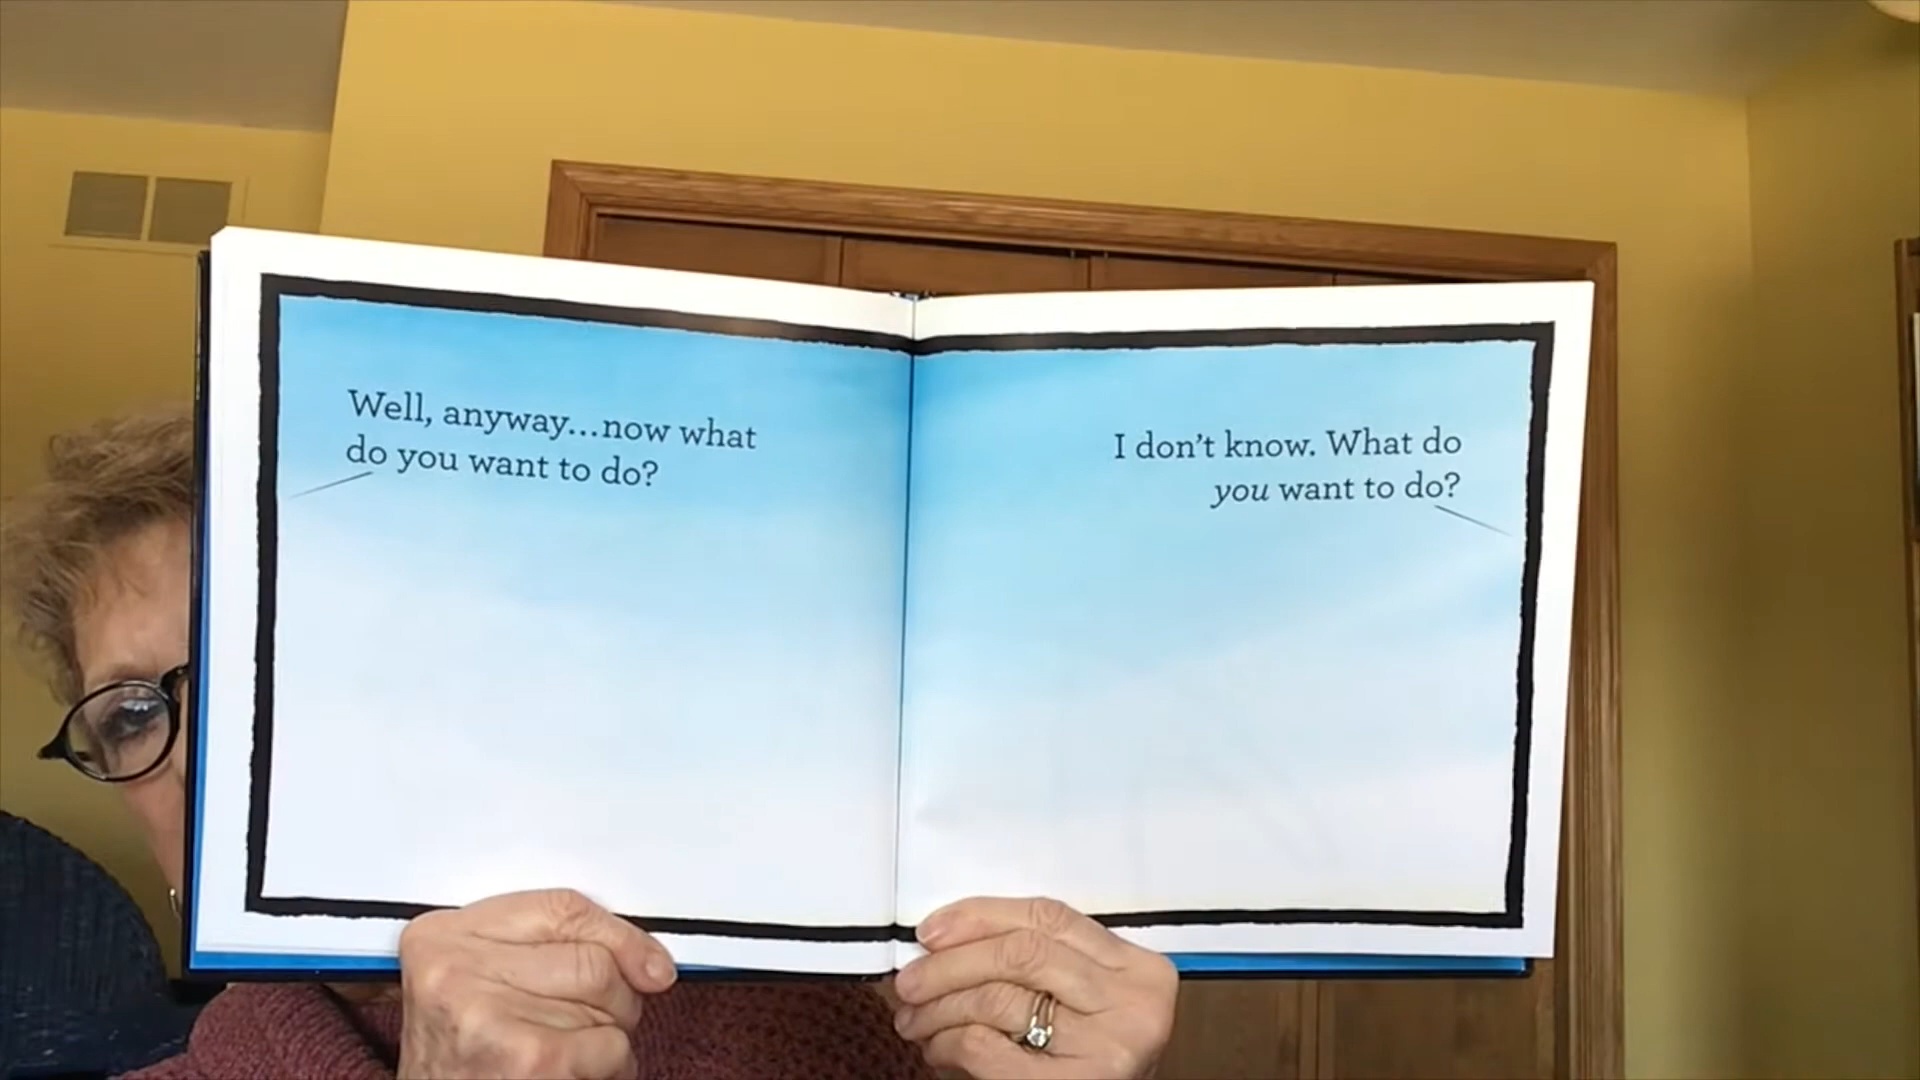 Well, anyway...now what
do you want to do?
I don't know. What do
you want to do?